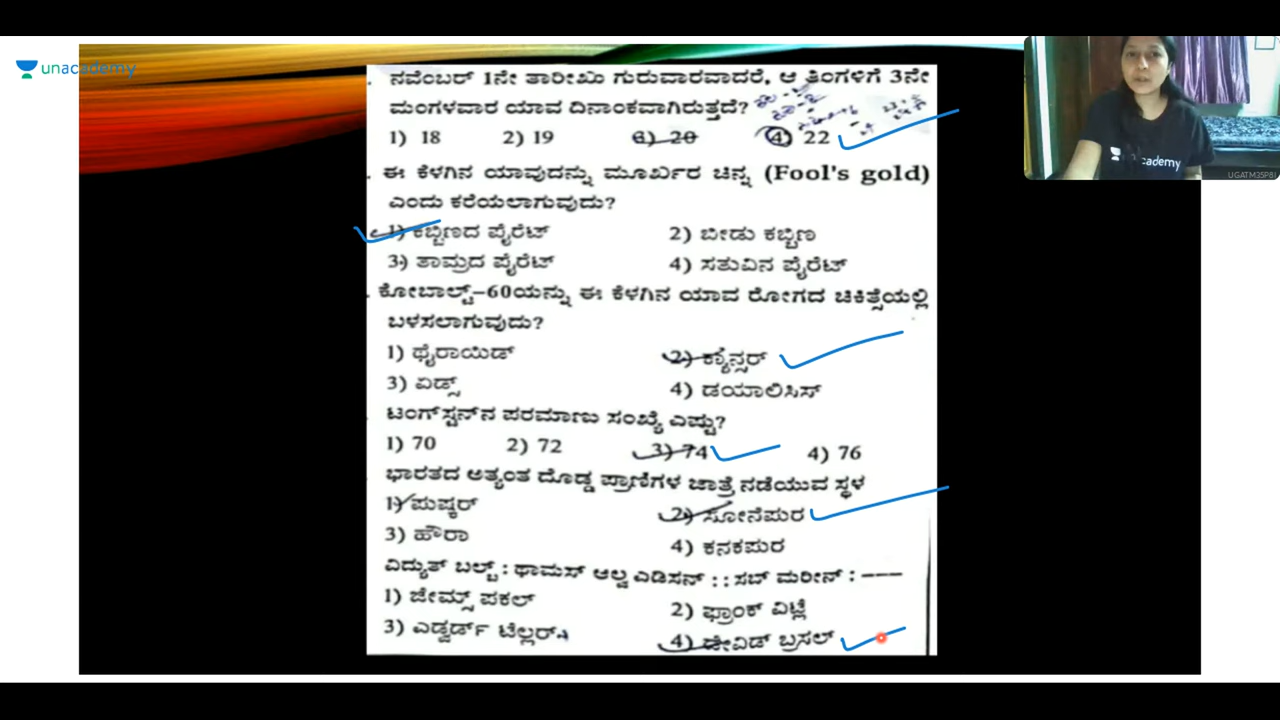 unacademy
. ನವೆಂಬರ್ 1ನೇ ತಾರೀಖು ಗುರುವಾರವಾದರೆ, ಆ ತಿಂಗಳಿಗೆ 3ನೇ
ಮಂಗಳವಾರ ಯಾವ ದಿನಾಂಕವಾಗಿರುತ್ತದೆ?
1) 18 2) 19 3) 20 4) 22
. ಈ ಕೆಳಗಿನ ಯಾವುದನ್ನು ಮೂರ್ಖರ ಚಿನ್ನ (Fool's gold)
ಎಂದು ಕರೆಯಲಾಗುವುದು?
1) ಕಬ್ಬಿಣದ ಪೈರೆಟ್ 2) ಬೀಡು ಕಬ್ಬಿಣ
3) ತಾಮ್ರದ ಪೈರೆಟ್ 4) ಸತುವಿನ ಪೈರೆಟ್
. ಕೋಬಾಲ್ಟ್-60ಯನ್ನು ಈ ಕೆಳಗಿನ ಯಾವ ರೋಗದ ಚಿಕಿತ್ಸೆಯಲ್ಲಿ
ಬಳಸಲಾಗುವುದು?
1) ಥೈರಾಯಿಡ್ 2) ಕ್ಯಾನ್ಸರ್
3) ಏಡ್ಸ್ 4) ಡಯಾಲಿಸಿಸ್
. ಟಂಗ್‌ಸ್ಟನ್‌ನ ಪರಮಾಣು ಸಂಖ್ಯೆ ಎಷ್ಟು?
1) 70 2) 72 3) 74 4) 76
. ಭಾರತದ ಅತ್ಯಂತ ದೊಡ್ಡ ಪ್ರಾಣಿಗಳ ಜಾತ್ರೆ ನಡೆಯುವ ಸ್ಥಳ
1) ಪುಷ್ಕರ್ 2) ಸೋನೆಪುರ
3) ಹೌರಾ 4) ಕನಕಪುರ
ವಿದ್ಯುತ್ ಬಲ್ಬ್ : ಥಾಮಸ್ ಆಲ್ವ ಎಡಿಸನ್ : : ಸಬ್ ಮರೀನ್ : ---
1) ಜೇಮ್ಸ್ ಪಕಲ್ 2) ಫ್ರಾಂಕ್ ವಿಟ್ಲೆ
3) ಎಡ್ವರ್ಡ್ ಟೆಲ್ಲರ್ 4) ಡೇವಿಡ್ ಬ್ರಸಲ್
unacademy
UGATM35P8I